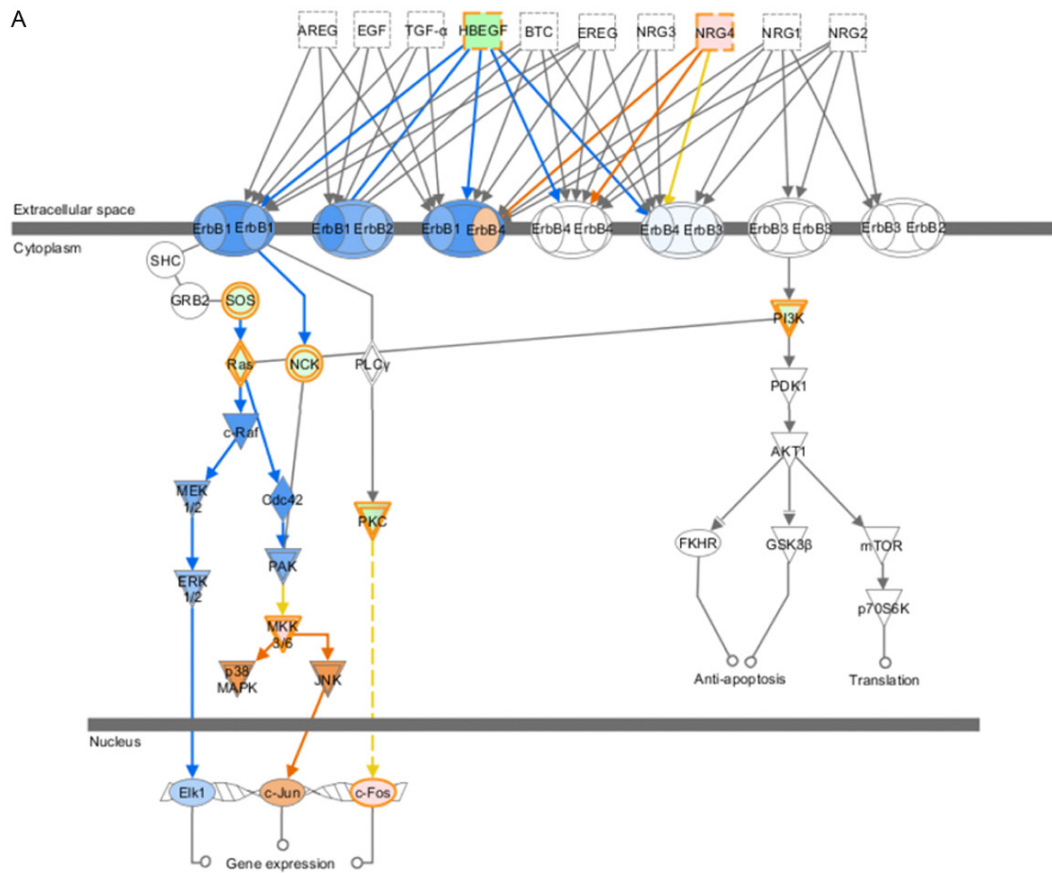 A
AREG EGF TGF-α HBEGF BTC EREG NRG3 NRG4 NRG1 NRG2
Extracellular space
ErbB1 ErbB1 ErbB1 ErbB2 ErbB1 ErbB4 ErbB4 ErbB4 ErbB4 ErbB3 ErbB3 ErbB3 ErbB3 ErbB2
Cytoplasm
SHC
GRB2 SOS
PI3K
Ras NCK PLCγ
PDK1
c-Raf
AKT1
MEK
1/2
Cdc42
PKC
FKHR GSK3β mTOR
PAK
ERK
1/2
p70S6K
MKK
3/6
p38
MAPK
JNK
Anti-apoptosis Translation
Nucleus
Elk1 c-Jun c-Fos
Gene expression